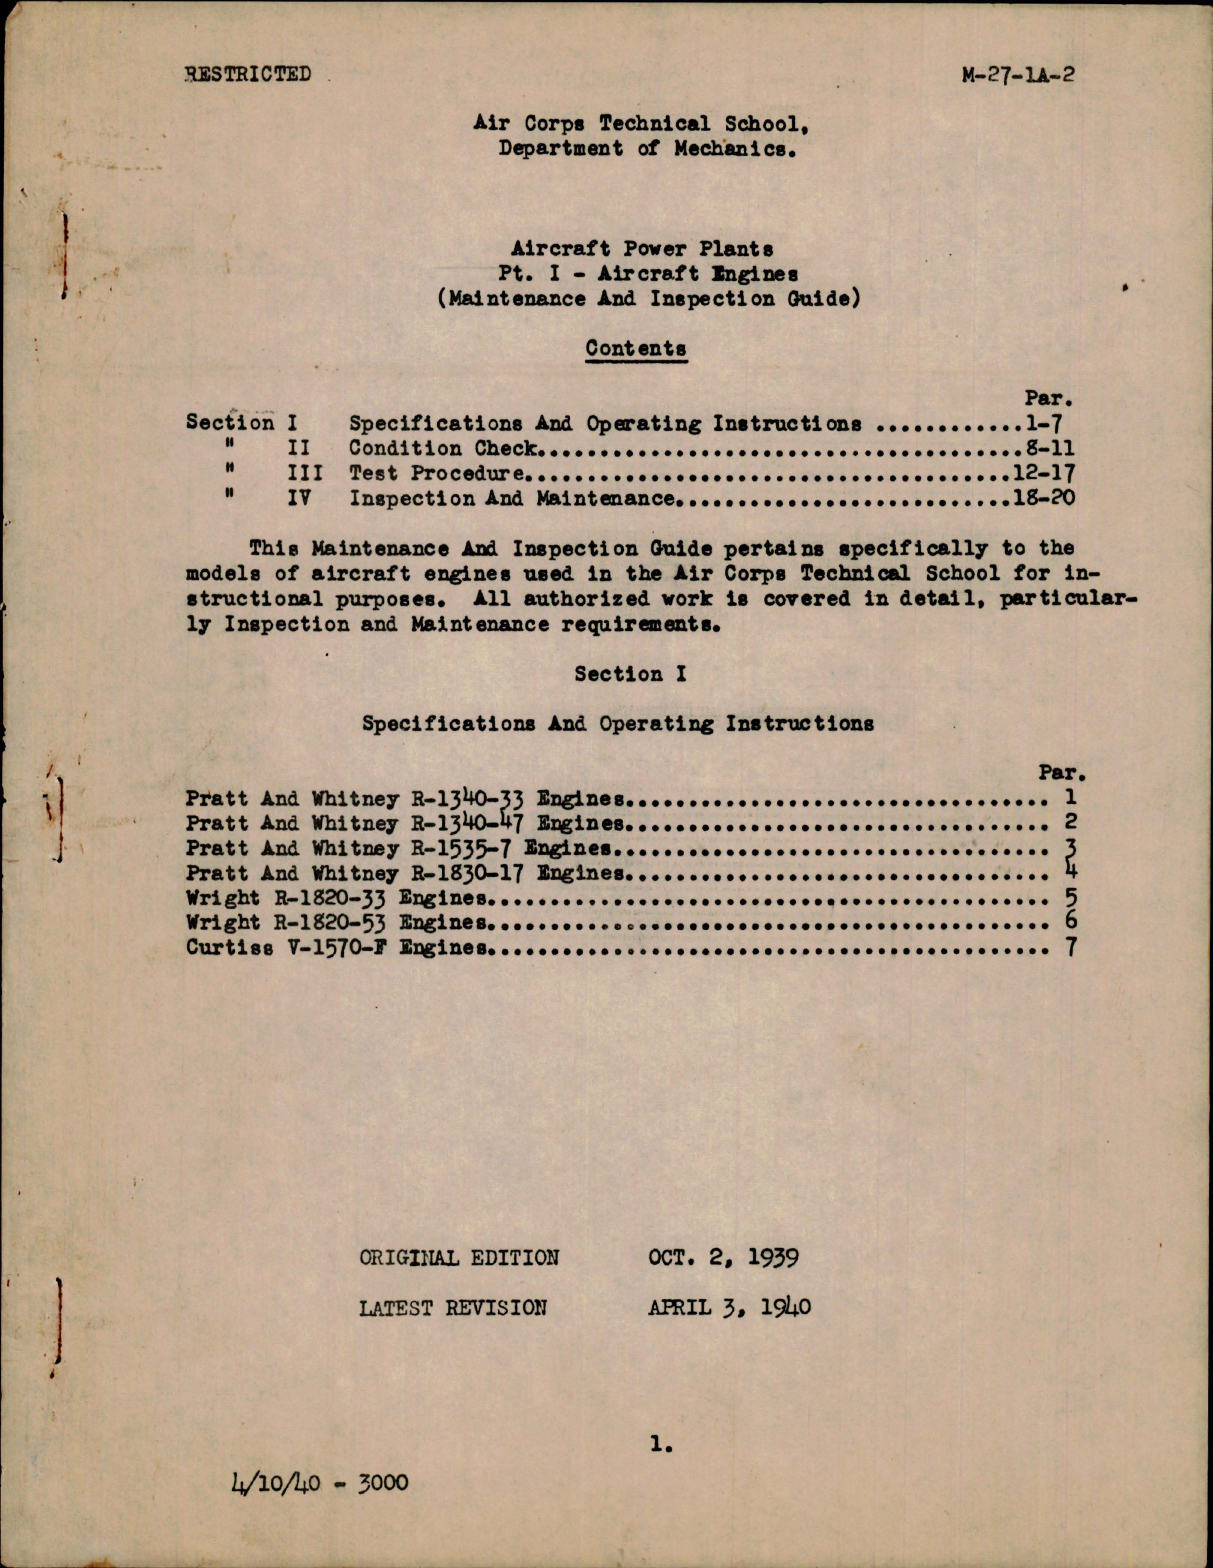 RESTRICTED M-27-1A-2
Air Corps Technical School,
Department of Mechanics.
Aircraft Power Plants
Pt. I - Aircraft Engines
(Maintenance And Inspection Guide)
Contents
Par.
Section I Specifications And Operating Instructions ............1-7
" II Condition Check.......................................8-11
" III Test Procedure.......................................12-17
" IV Inspection And Maintenance...........................18-20
This Maintenance And Inspection Guide pertains specifically to the
models of aircraft engines used in the Air Corps Technical School for in-
structional purposes. All authorized work is covered in detail, particular-
ly Inspection and Maintenance requirements.
Section I
Specifications And Operating Instructions
Par.
Pratt And Whitney R-1340-33 Engines.................................. 1
Pratt And Whitney R-1340-47 Engines.................................. 2
Pratt And Whitney R-1535-7 Engines................................... 3
Pratt And Whitney R-1830-17 Engines.................................. 4
Wright R-1820-33 Engines............................................. 5
Wright R-1820-53 Engines............................................. 6
Curtiss V-1570-F Engines............................................. 7
ORIGINAL EDITION OCT. 2, 1939
LATEST REVISION APRIL 3, 1940
1.
4/10/40 - 3000